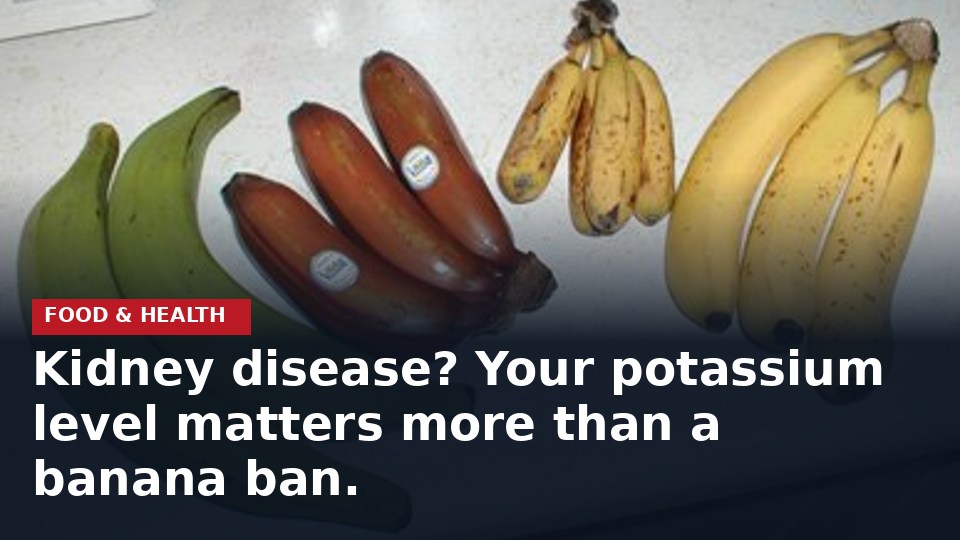 FOOD & HEALTH
Kidney disease? Your potassium
level matters more than a
banana ban.